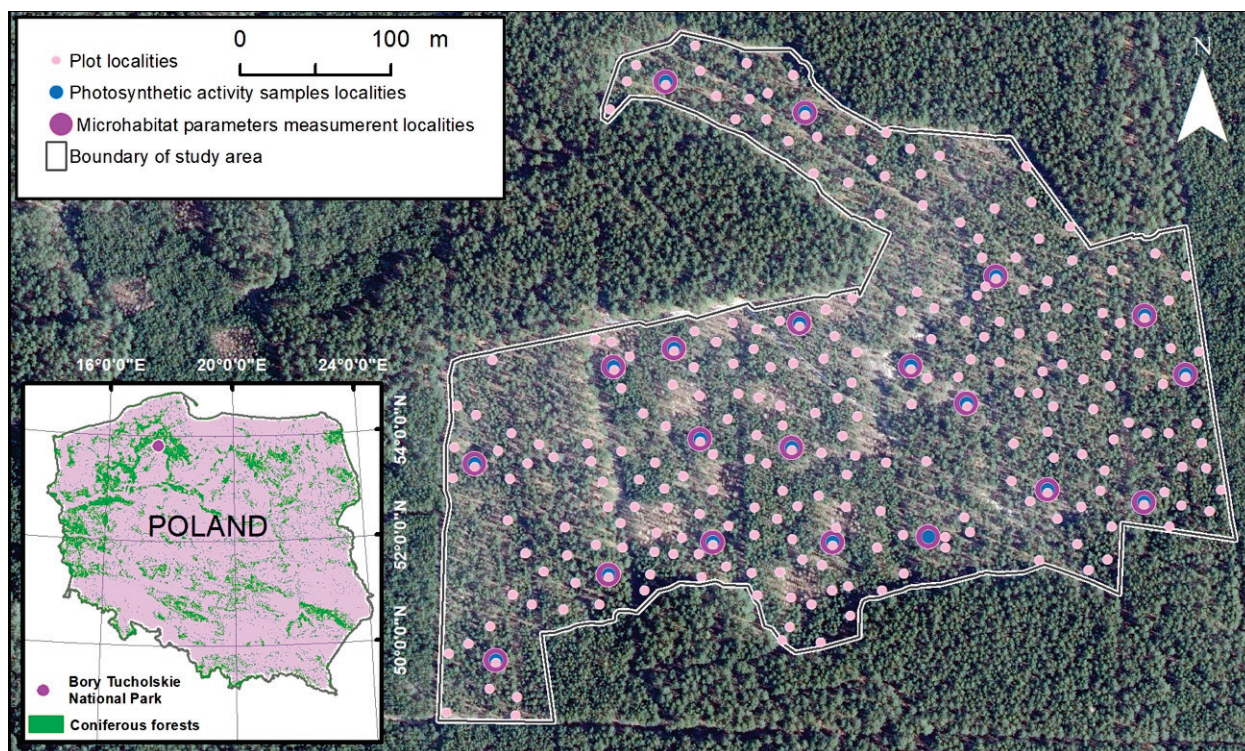 0 100 m
Plot localities
Photosynthetic activity samples localities
Microhabitat parameters measumerent localities
Boundary of study area
N
16°0'0"E 20°0'0"E 24°0'0"E
54°0'0"N
52°0'0"N
50°0'0"N
POLAND
Bory Tucholskie
National Park
Coniferous forests